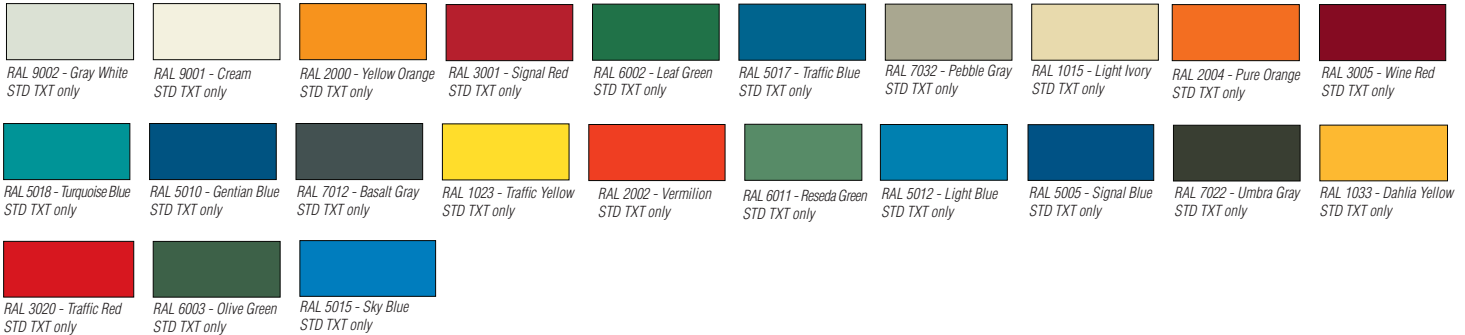 RAL 9002 - Gray White
STD TXT only
RAL 9001 - Cream
STD TXT only
RAL 2000 - Yellow Orange
STD TXT only
RAL 3001 - Signal Red
STD TXT only
RAL 6002 - Leaf Green
STD TXT only
RAL 5017 - Traffic Blue
STD TXT only
RAL 7032 - Pebble Gray
STD TXT only
RAL 1015 - Light Ivory
STD TXT only
RAL 2004 - Pure Orange
STD TXT only
RAL 3005 - Wine Red
STD TXT only
RAL 5018 - Turquoise Blue
STD TXT only
RAL 5010 - Gentian Blue
STD TXT only
RAL 7012 - Basalt Gray
STD TXT only
RAL 1023 - Traffic Yellow
STD TXT only
RAL 2002 - Vermilion
STD TXT only
RAL 6011 - Reseda Green
STD TXT only
RAL 5012 - Light Blue
STD TXT only
RAL 5005 - Signal Blue
STD TXT only
RAL 7022 - Umbra Gray
STD TXT only
RAL 1033 - Dahlia Yellow
STD TXT only
RAL 3020 - Traffic Red
STD TXT only
RAL 6003 - Olive Green
STD TXT only
RAL 5015 - Sky Blue
STD TXT only